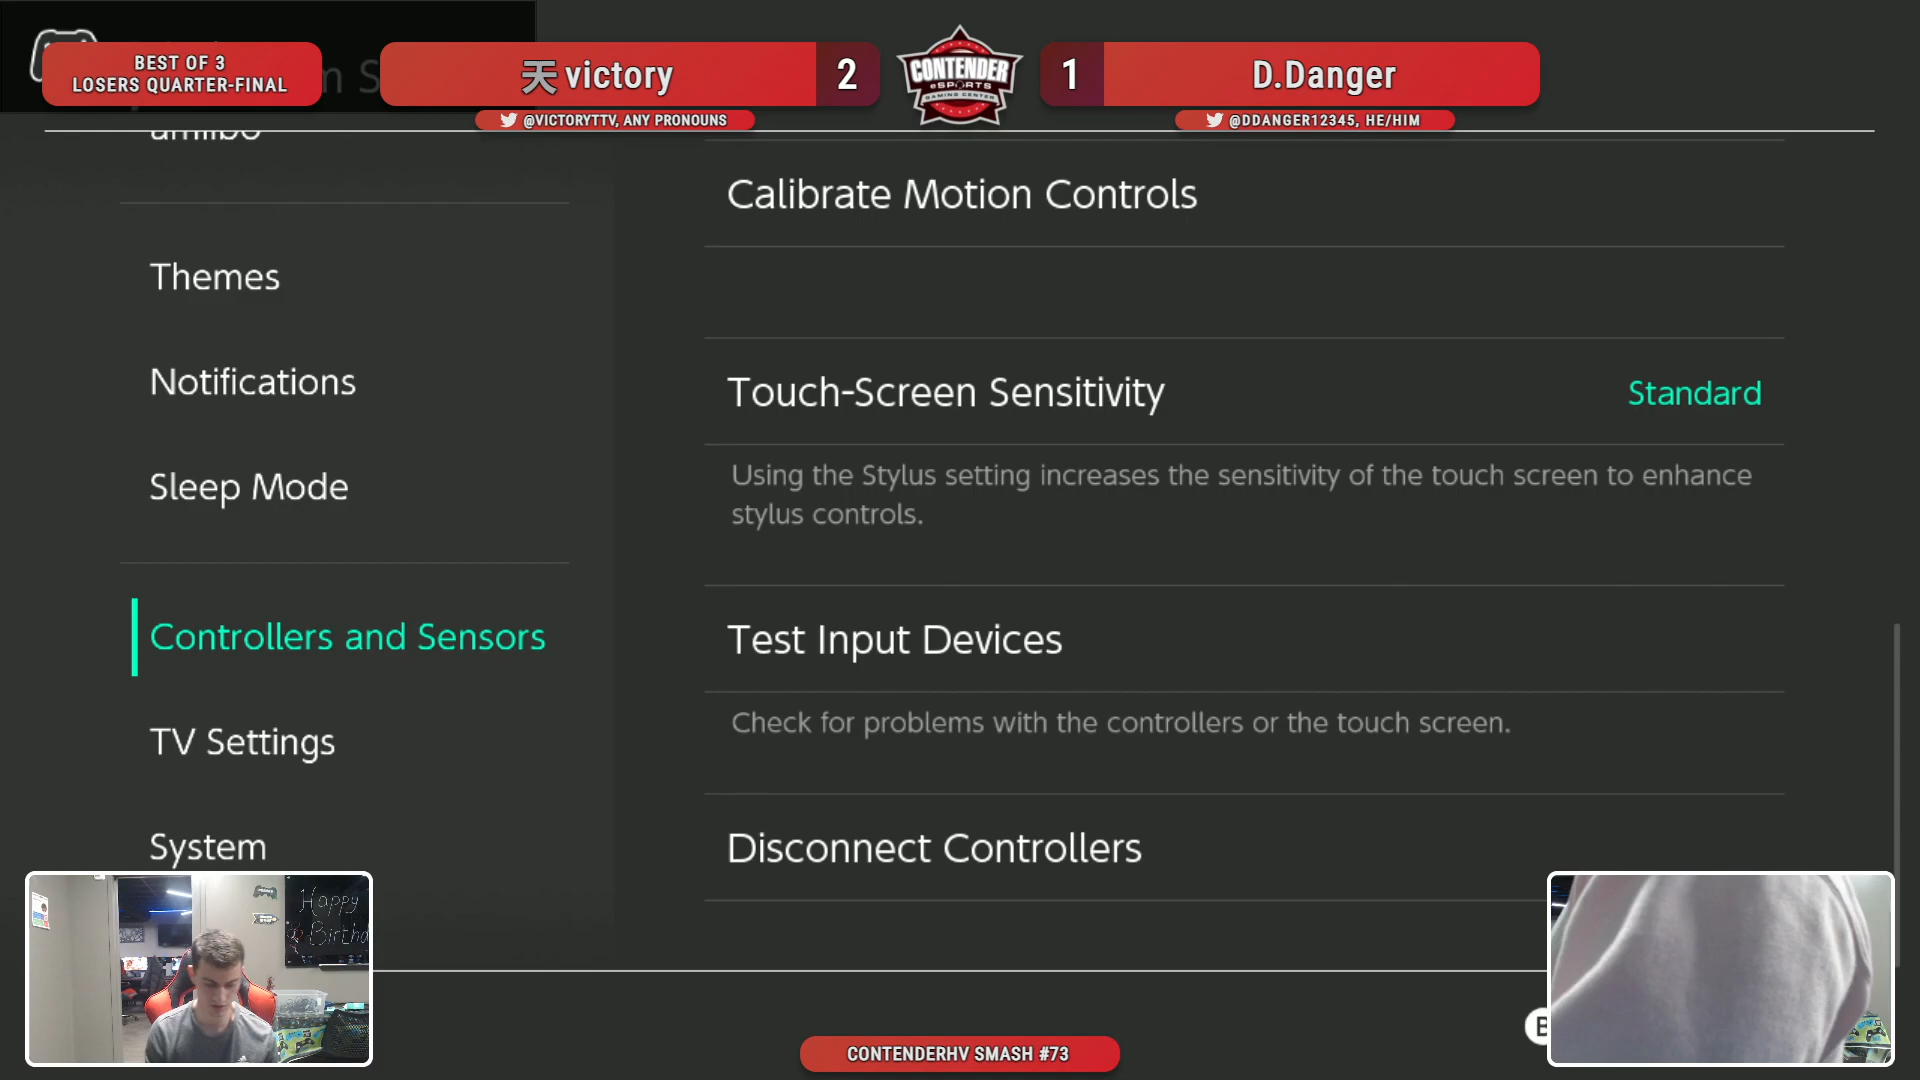 BEST OF 3
LOSERS QUARTER-FINAL
天 victory
2
CONTENDER
ESPORTS
GAMING CENTER
1
D.Danger
@VICTORYTTV, ANY PRONOUNS
@DDANGER12345, HE/HIM
amiibo
Themes
Notifications
Sleep Mode
Controllers and Sensors
TV Settings
System
Calibrate Motion Controls
Touch-Screen Sensitivity
Standard
Using the Stylus setting increases the sensitivity of the touch screen to enhance
stylus controls.
Test Input Devices
Check for problems with the controllers or the touch screen.
Disconnect Controllers
Happy
Birthd
B
CONTENDERHV SMASH #73